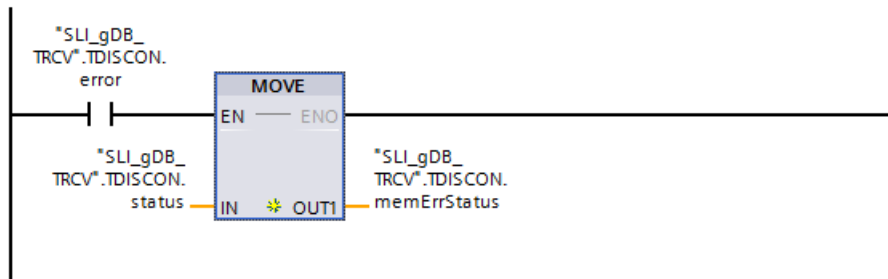 "SLI_gDB_
TRCV".TDISCON.
error
MOVE
EN
ENO
"SLI_gDB_
TRCV".TDISCON.
status
IN
OUT1
"SLI_gDB_
TRCV".TDISCON.
memErrStatus